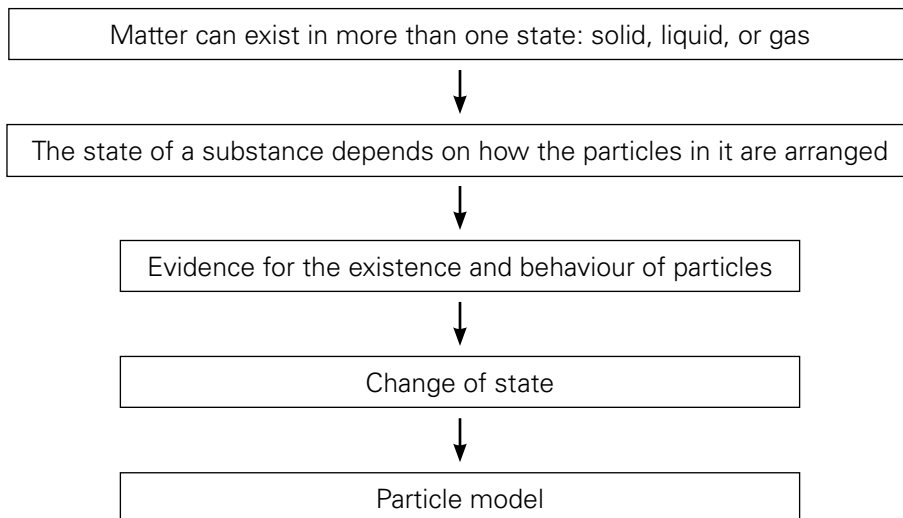 Matter can exist in more than one state: solid, liquid, or gas
The state of a substance depends on how the particles in it are arranged
Evidence for the existence and behaviour of particles
Change of state
Particle model